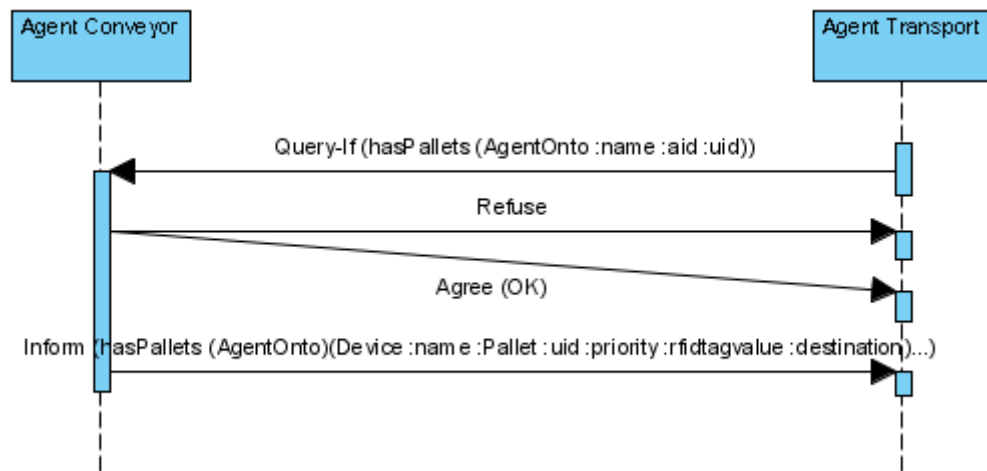 Agent Conveyor
Agent Transport
Query-If (hasPallets (AgentOnto :name :aid :uid))
Refuse
Agree (OK)
Inform (hasPallets (AgentOnto)(Device :name :Pallet :uid :priority :rfidtagvalue :destination)...)